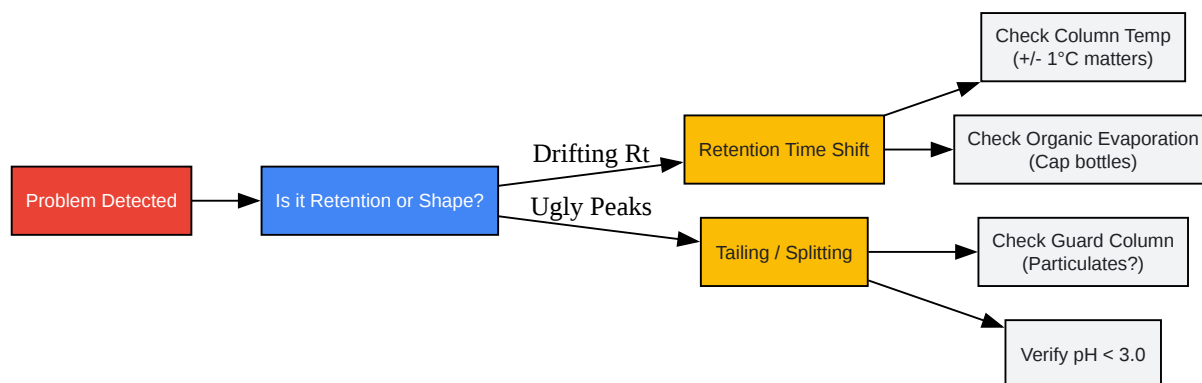 Problem Detected
Is it Retention or Shape?
Drifting Rt
Ugly Peaks
Retention Time Shift
Tailing / Splitting
Check Column Temp
(+/- 1°C matters)
Check Organic Evaporation
(Cap bottles)
Check Guard Column
(Particulates?)
Verify pH < 3.0